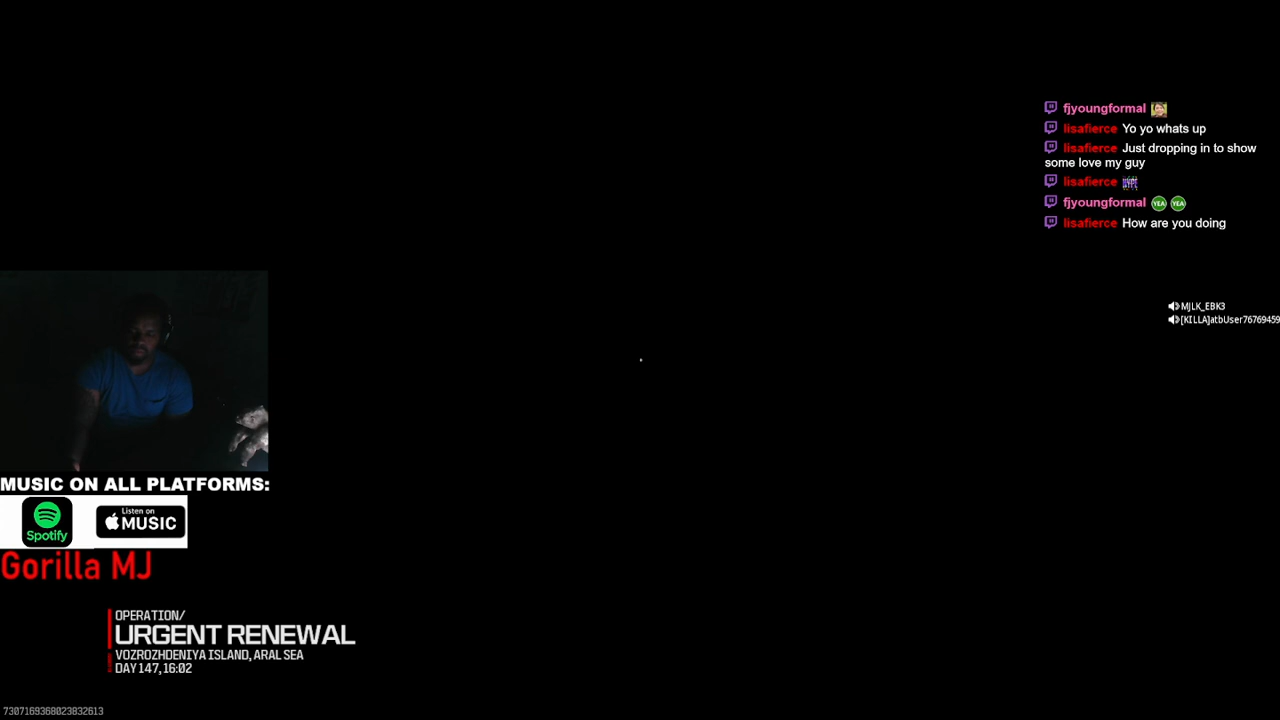 fjyoungformal
lisafierce Yo yo whats up
lisafierce Just dropping in to show
some love my guy
lisafierce
fjyoungformal YEA YEA
lisafierce How are you doing
MJLK_EBK3
[KILLA]atbUser76769459
MUSIC ON ALL PLATFORMS:
Spotify
Listen on
MUSIC
Gorilla MJ
OPERATION/
URGENT RENEWAL
VOZROZHDENIYA ISLAND, ARAL SEA
DAY 147, 16:02
7307169368023832613